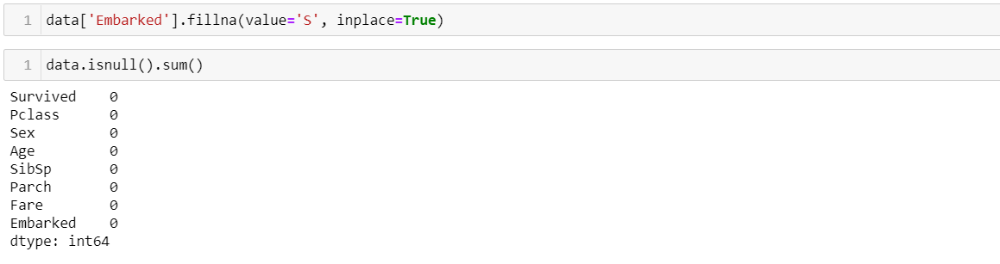 1 data['Embarked'].fillna(value='S', inplace=True)
1 data.isnull().sum()
Survived    0
Pclass      0
Sex         0
Age         0
SibSp       0
Parch       0
Fare        0
Embarked    0
dtype: int64